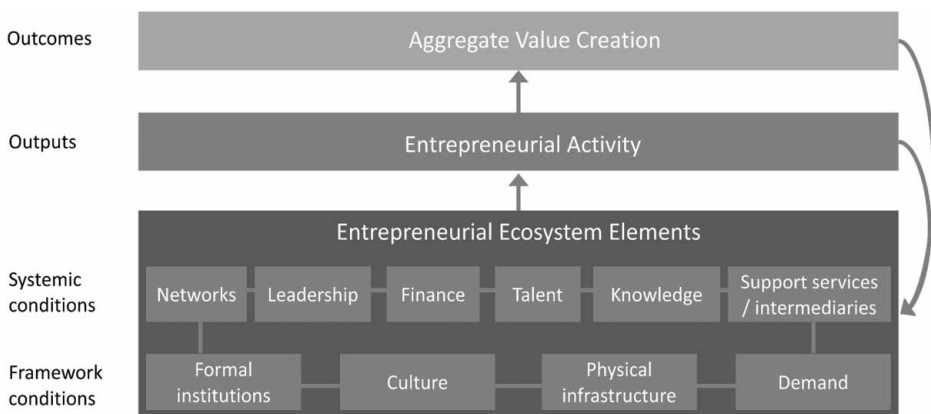 Outcomes
Aggregate Value Creation
Outputs
Entrepreneurial Activity
Entrepreneurial Ecosystem Elements
Systemic
conditions
Networks
Leadership
Finance
Talent
Knowledge
Support services
/ intermediaries
Framework
conditions
Formal
institutions
Culture
Physical
infrastructure
Demand